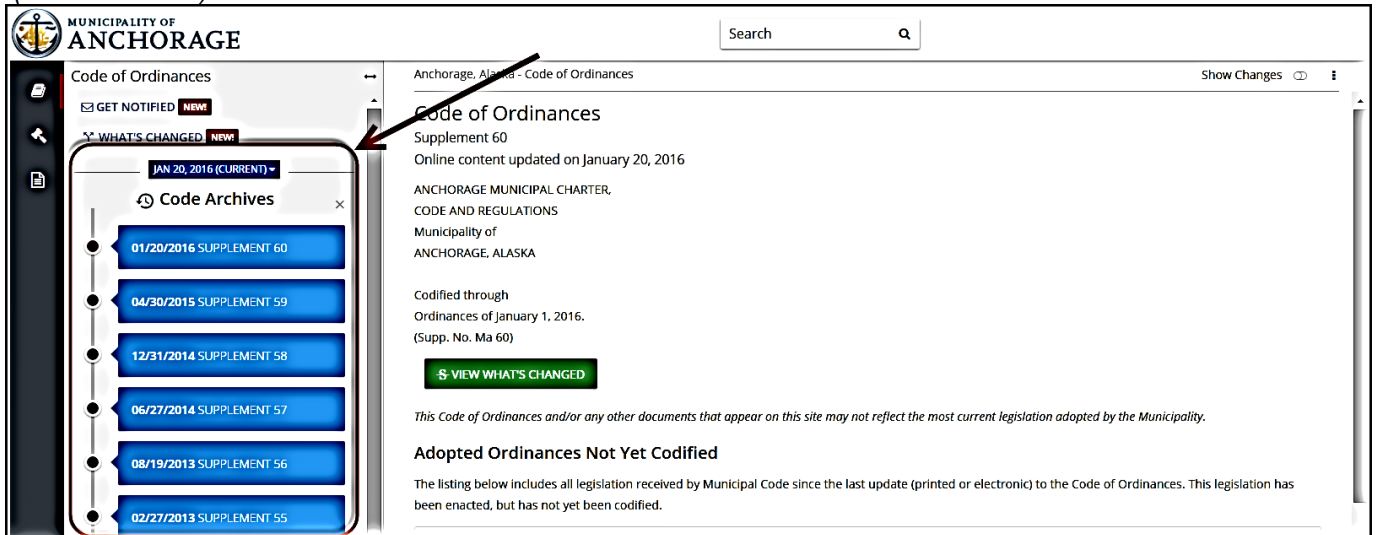 MUNICIPALITY OF
ANCHORAGE
Search
Code of Ordinances
GET NOTIFIED NEW!
WHAT'S CHANGED NEW!
JAN 20, 2016 (CURRENT)
Code Archives
×
01/20/2016 SUPPLEMENT 60
04/30/2015 SUPPLEMENT 59
12/31/2014 SUPPLEMENT 58
06/27/2014 SUPPLEMENT 57
08/19/2013 SUPPLEMENT 56
02/27/2013 SUPPLEMENT 55
Anchorage, Alaska - Code of Ordinances
Show Changes
Code of Ordinances
Supplement 60
Online content updated on January 20, 2016
ANCHORAGE MUNICIPAL CHARTER,
CODE AND REGULATIONS
Municipality of
ANCHORAGE, ALASKA
Codified through
Ordinances of January 1, 2016.
(Supp. No. Ma 60)
VIEW WHAT'S CHANGED
This Code of Ordinances and/or any other documents that appear on this site may not reflect the most current legislation adopted by the Municipality.
Adopted Ordinances Not Yet Codified
The listing below includes all legislation received by Municipal Code since the last update (printed or electronic) to the Code of Ordinances. This legislation has
been enacted, but has not yet been codified.